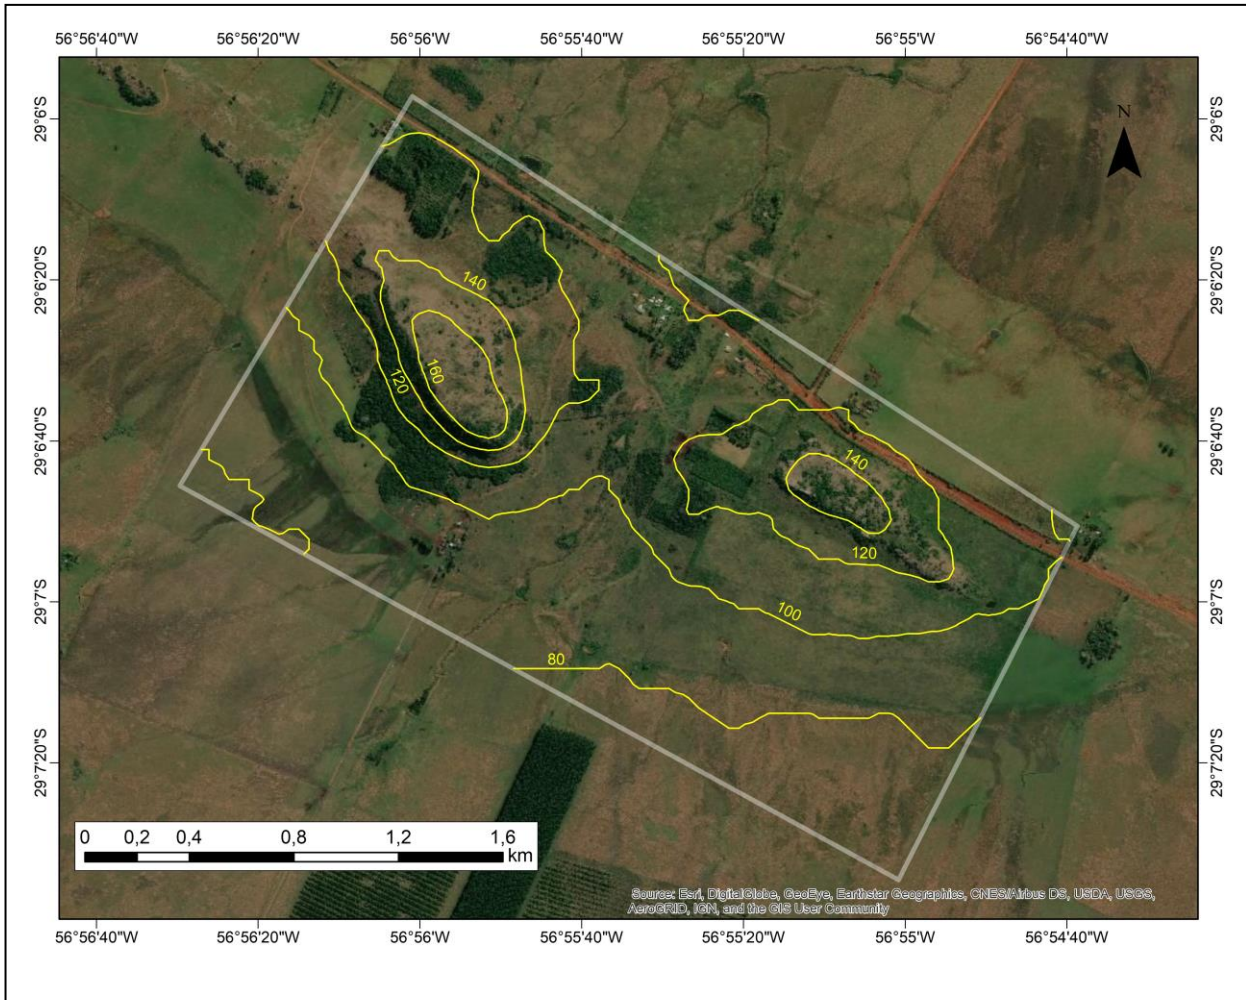 56°56'40"W 56°56'20"W 56°56'W 56°55'40"W 56°55'20"W 56°55'W 56°54'40"W
29°6'S 29°6'S
N
29°6'20"S 29°6'20"S
140
160
120
29°6'40"S 29°6'40"S
140
120
29°7'S 29°7'S
100
80
29°7'20"S 29°7'20"S
0 0,2 0,4 0,8 1,2 1,6
km
Source: Esri, DigitalGlobe, GeoEye, Earthstar Geographics, CNES/Airbus DS, USDA, USGS,
AeroGRID, IGN, and the GIS User Community
56°56'40"W 56°56'20"W 56°56'W 56°55'40"W 56°55'20"W 56°55'W 56°54'40"W